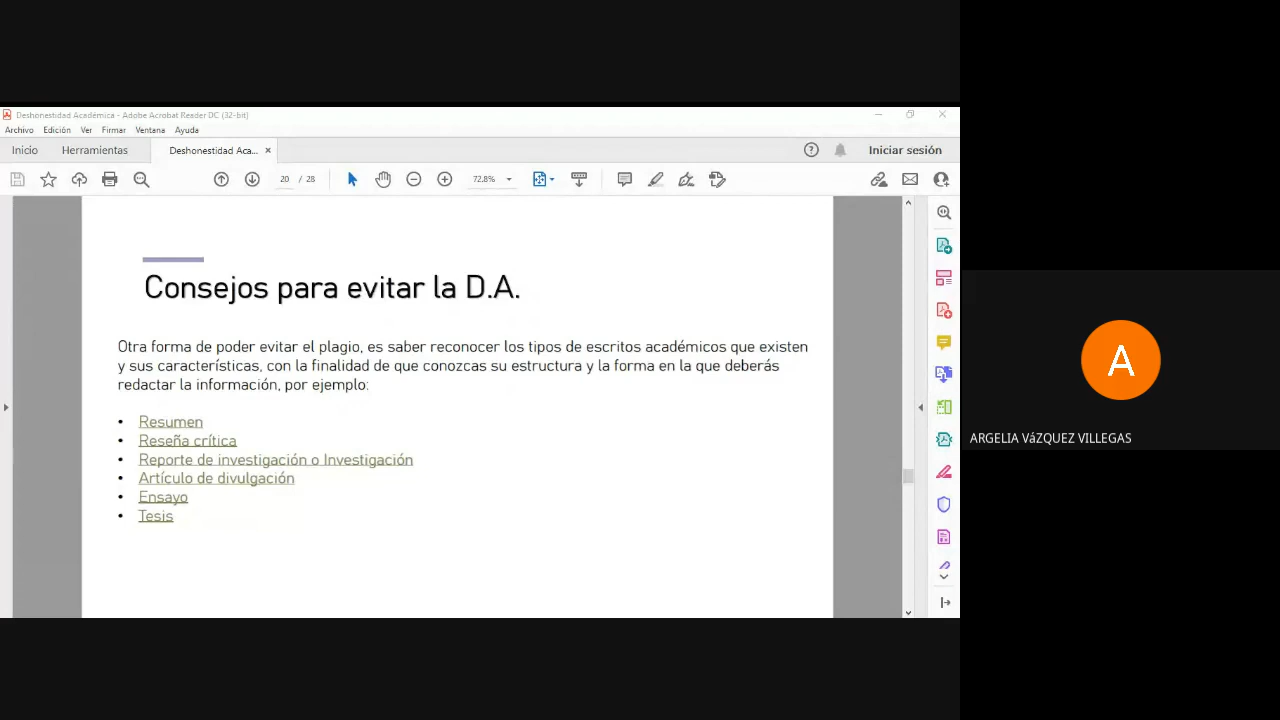 Deshonestidad Académica - Adobe Acrobat Reader DC (32-bit)
Archivo Edición Ver Firmar Ventana Ayuda
Inicio Herramientas Deshonestidad Aca... × Iniciar sesión
20 / 28 72.8%
Consejos para evitar la D.A.
Otra forma de poder evitar el plagio, es saber reconocer los tipos de escritos académicos que existen
y sus características, con la finalidad de que conozcas su estructura y la forma en la que deberás
redactar la información, por ejemplo:
• Resumen
• Reseña crítica
• Reporte de investigación o Investigación
• Artículo de divulgación
• Ensayo
• Tesis
A
ARGELIA VáZQUEZ VILLEGAS